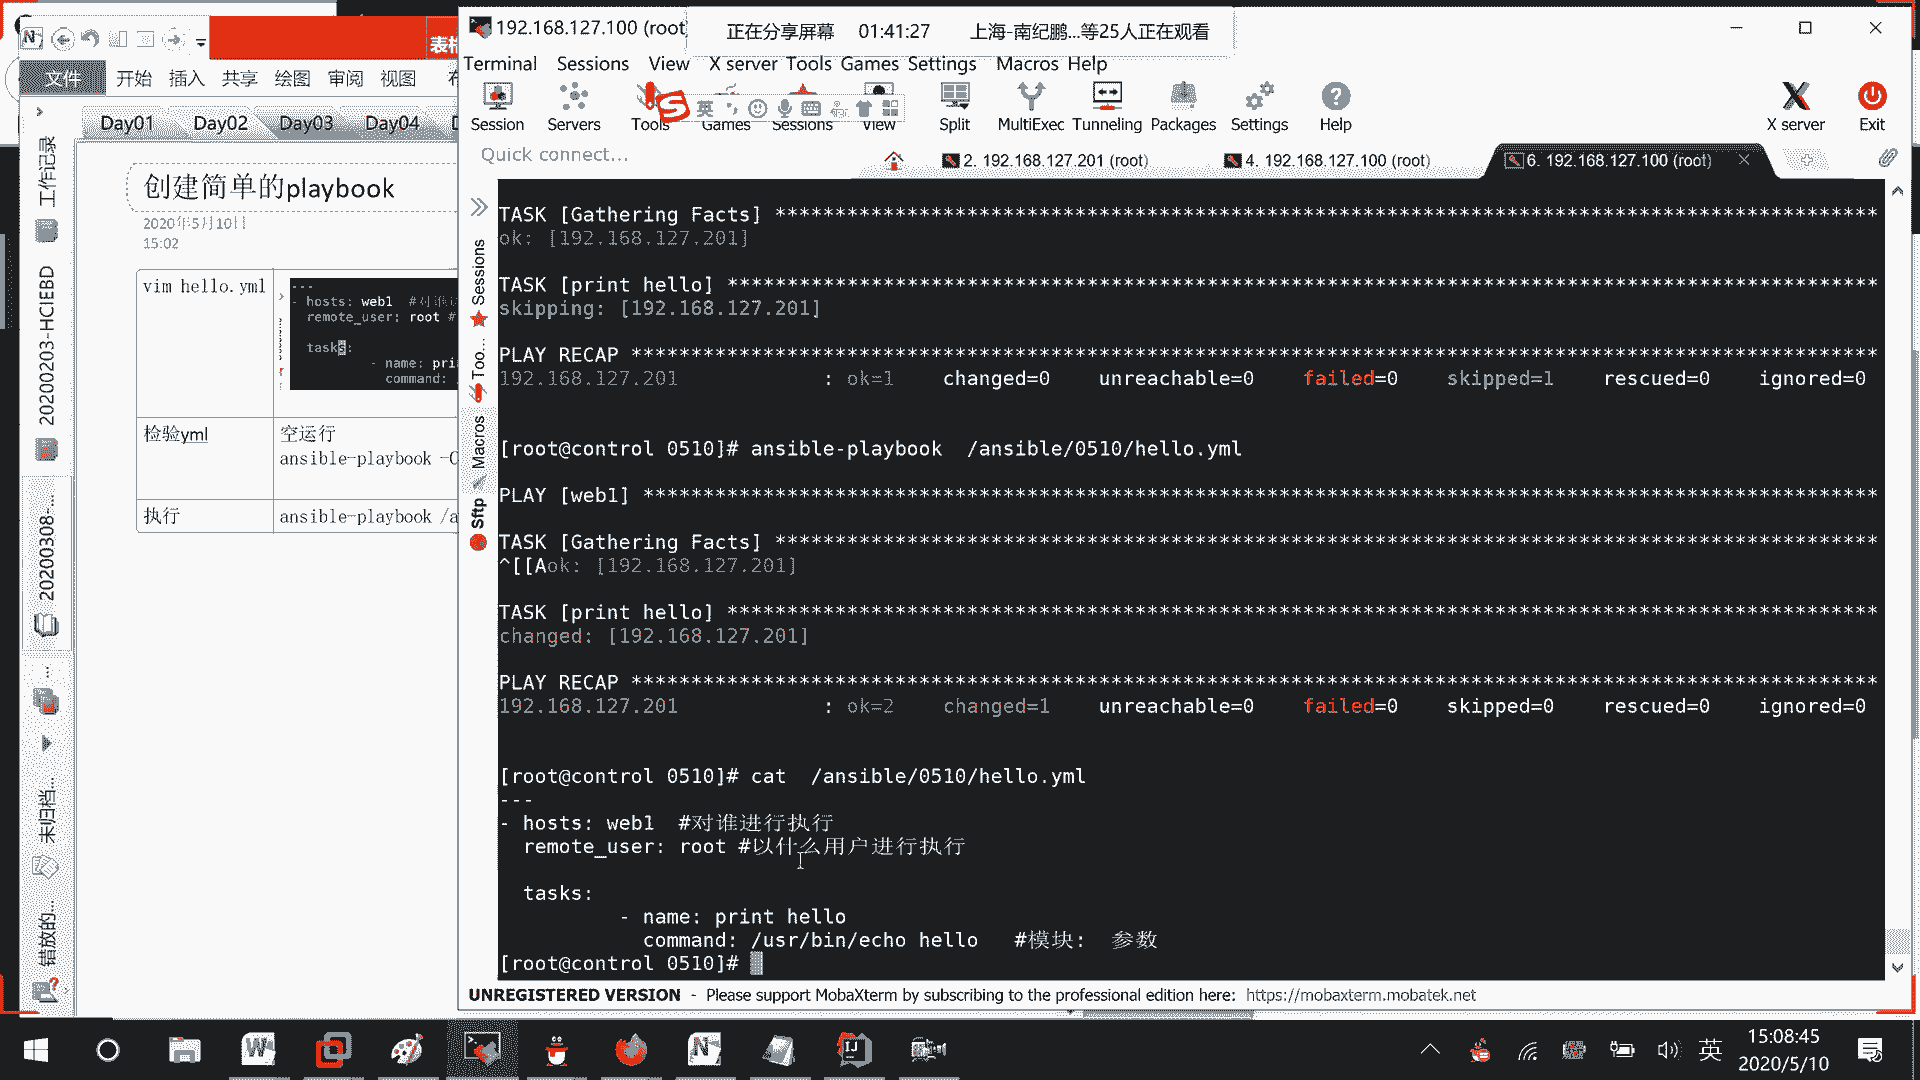 192.168.127.100 (root
正在分享屏幕 01:41:27 上海-南纪鹏...等25人正在观看
表格
Terminal Sessions View X server Tools Games Settings Macros Help
文件 开始 插入 共享 绘图 审阅 视图
Session Servers Tools Games Sessions View Split MultiExec Tunneling Packages Settings Help X server Exit
英
Day01 Day02 Day03 Day04
Quick connect...
2. 192.168.127.201 (root) 4. 192.168.127.100 (root) 6. 192.168.127.100 (root)
工作记录
20200203-HCIEBD
20200308-...
未归档...
错放的...
创建简单的playbook
2020年5月10日
15:02
vim hello.yml
---
- hosts: web1 #对谁
remote_user: root #
tasks:
- name: pri
command:
检验yml
空运行
ansible-playbook -C
执行
ansible-playbook /a
Sessions
Too...
Macros
Sftp
TASK [Gathering Facts] ********************************************************************************************
ok: [192.168.127.201]
TASK [print hello] ************************************************************************************************
skipping: [192.168.127.201]
PLAY RECAP ********************************************************************************************************
192.168.127.201 : ok=1 changed=0 unreachable=0 failed=0 skipped=1 rescued=0 ignored=0
[root@control 0510]# ansible-playbook /ansible/0510/hello.yml
PLAY [web1] *******************************************************************************************************
TASK [Gathering Facts] ********************************************************************************************
^[[Aok: [192.168.127.201]
TASK [print hello] ************************************************************************************************
changed: [192.168.127.201]
PLAY RECAP ********************************************************************************************************
192.168.127.201 : ok=2 changed=1 unreachable=0 failed=0 skipped=0 rescued=0 ignored=0
[root@control 0510]# cat /ansible/0510/hello.yml
---
- hosts: web1 #对谁进行执行
remote_user: root #以什么用户进行执行
tasks:
- name: print hello
command: /usr/bin/echo hello #模块: 参数
[root@control 0510]#
UNREGISTERED VERSION - Please support MobaXterm by subscribing to the professional edition here: https://mobaxterm.mobatek.net
英
15:08:45
2020/5/10